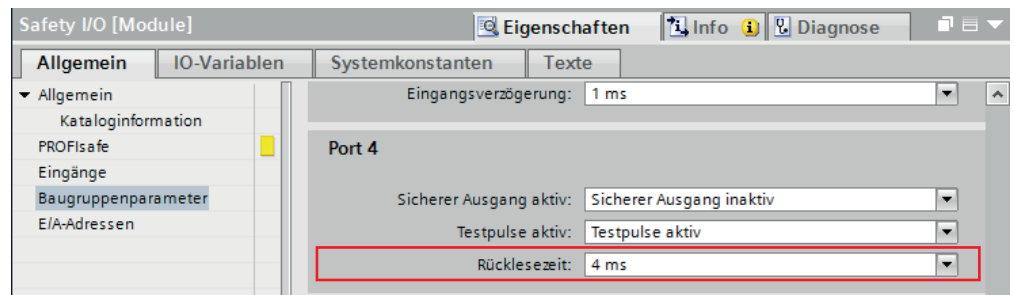 Safety I/O [Module]
Eigenschaften
Info
Diagnose
Allgemein
IO-Variablen
Systemkonstanten
Texte
Allgemein
Kataloginformation
PROFIsafe
Eingänge
Baugruppenparameter
E/A-Adressen
Eingangsverzögerung: 1 ms
Port 4
Sicherer Ausgang aktiv: Sicherer Ausgang inaktiv
Testpulse aktiv: Testpulse aktiv
Rücklesezeit: 4 ms